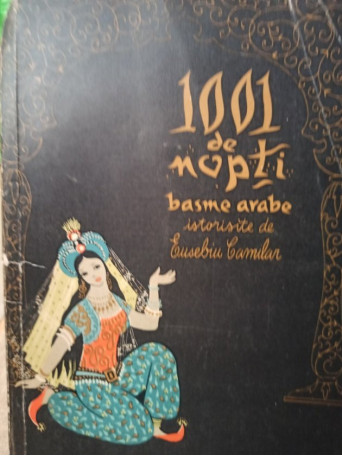 1001
de
nopți
basme arabe
istorisite de
Eusebiu Camilar